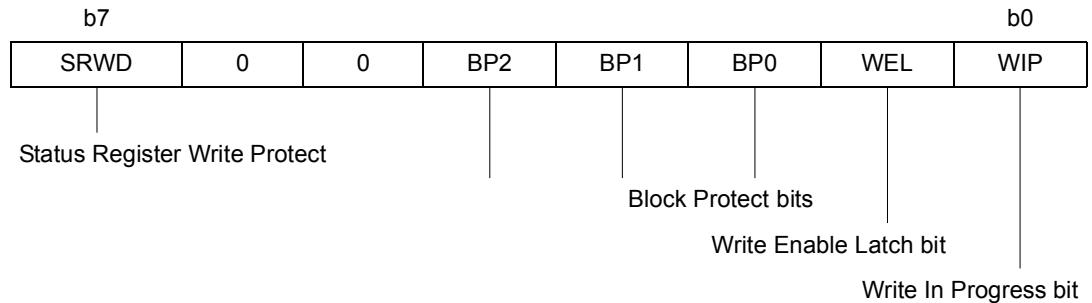 b7 b0
SRWD 0 0 BP2 BP1 BP0 WEL WIP
Status Register Write Protect
Block Protect bits
Write Enable Latch bit
Write In Progress bit